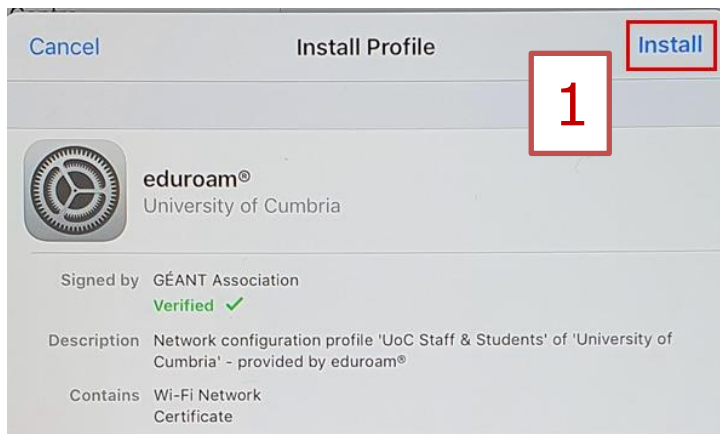 Cancel Install Profile Install
1
eduroam®
University of Cumbria
Signed by GÉANT Association
Verified ✓
Description Network configuration profile 'UoC Staff & Students' of 'University of
Cumbria' - provided by eduroam®
Contains Wi-Fi Network
Certificate